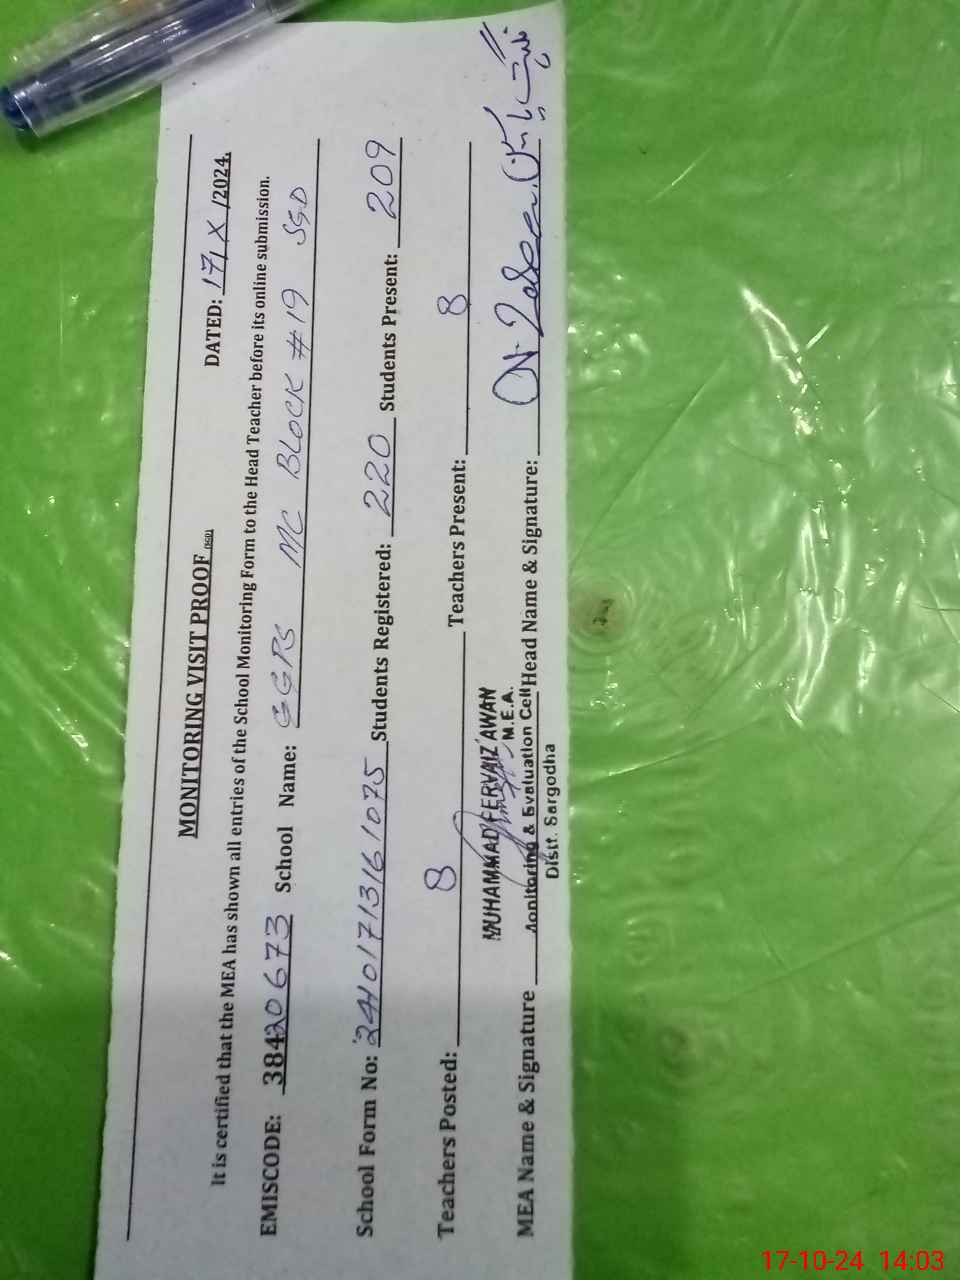 MONITORING VISIT PROOF (SGD)
DATED: 17/X/2024.
It is certified that the MEA has shown all entries of the School Monitoring Form to the Head Teacher before its online submission.
EMISCODE: 38420673 School Name: GGPS MC BLOCK #19 SGD
School Form No: 24101713161075 Students Registered: 220 Students Present: 209
Teachers Posted: 8 Teachers Present: 8
MUHAMMAD PERVAIZ AWAN
M.E.A.
MEA Name & Signature Monitoring & Evaluation Cell Head Name & Signature:
Distt. Sargodha
17-10-24 14:03